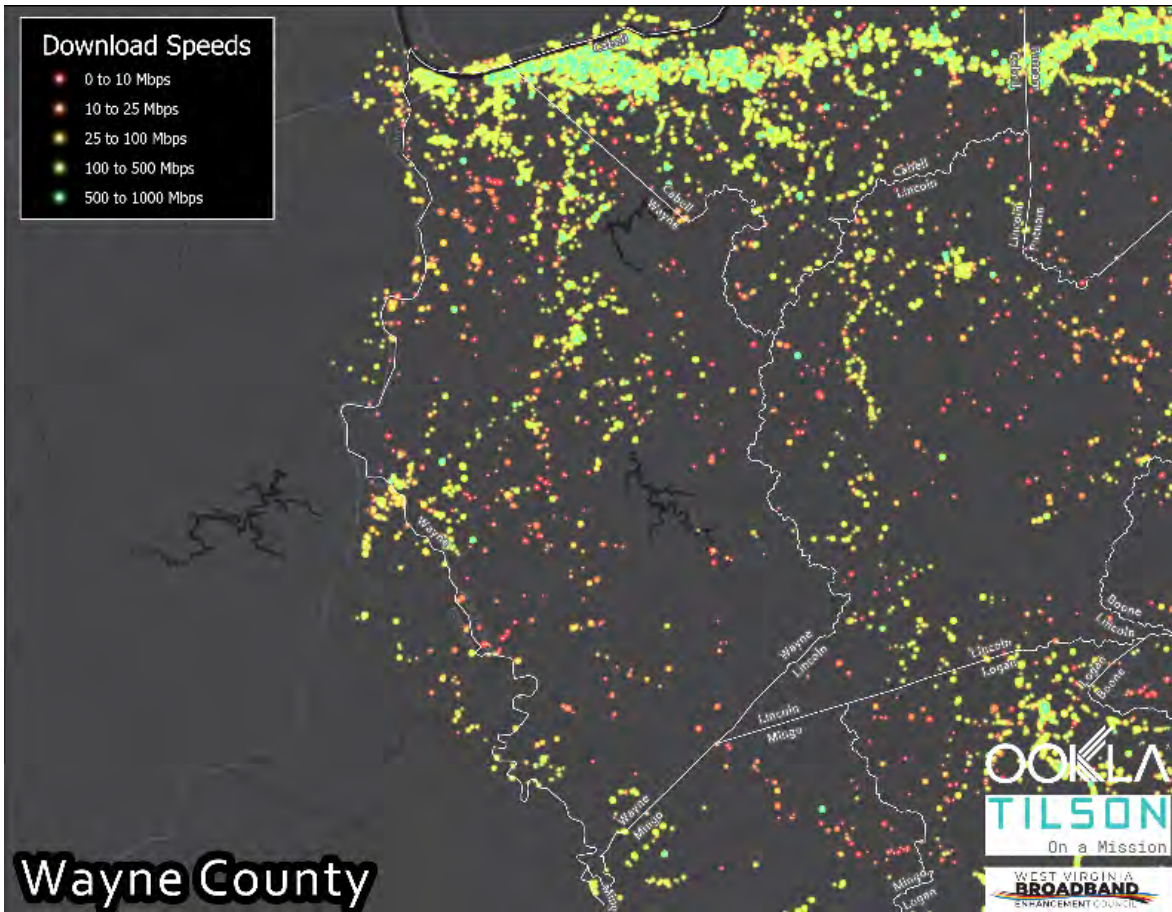 Download Speeds
0 to 10 Mbps
10 to 25 Mbps
25 to 100 Mbps
100 to 500 Mbps
500 to 1000 Mbps
Cabell
Cabell
Cabell
Wayne
Cabell
Lincoln
Lincoln
Putnam
Wayne
Boone
Lincoln
Wayne
Lincoln
Lincoln
Logan
Logan
Boone
Lincoln
Mingo
Wayne
Mingo
Mingo
Logan
OOKLA
TILSON
On a Mission
WEST VIRGINIA
BROADBAND
ENHANCEMENT COUNCIL
Wayne County